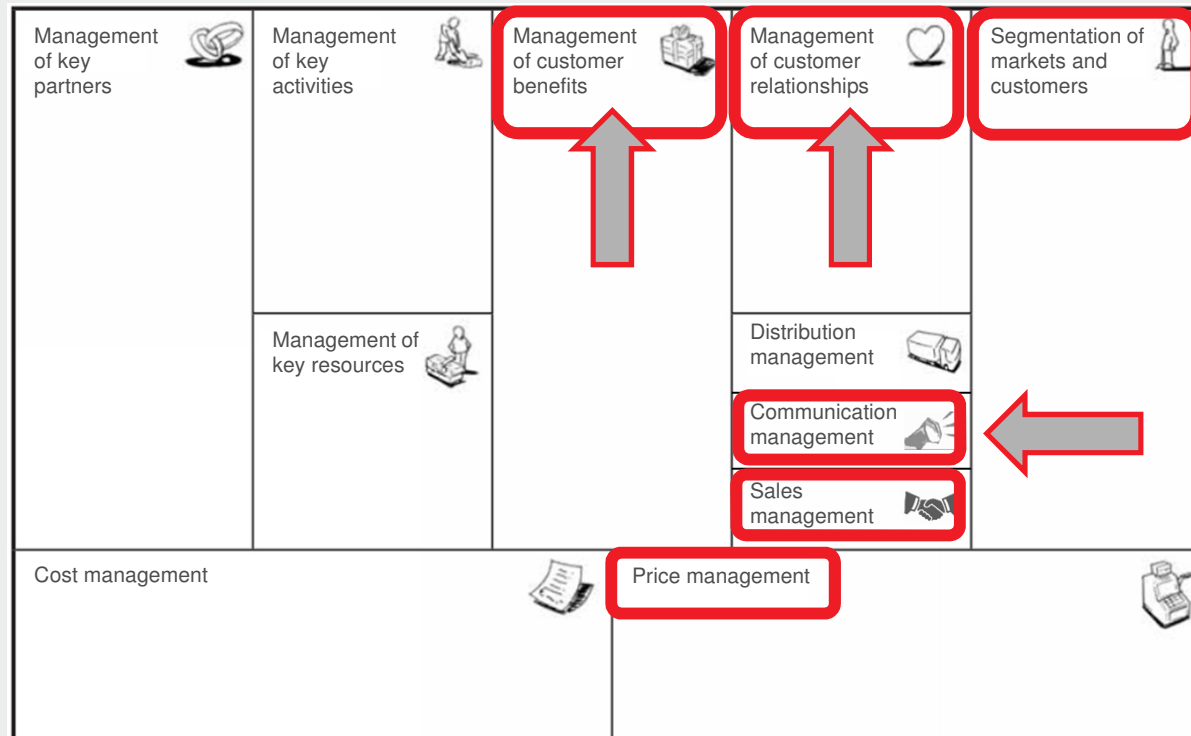 Management
of key
partners
Management
of key
activities
Management
of customer
benefits
Management
of customer
relationships
Segmentation of
markets and
customers
Management of
key resources
Distribution
management
Communication
management
Sales
management
Cost management
Price management